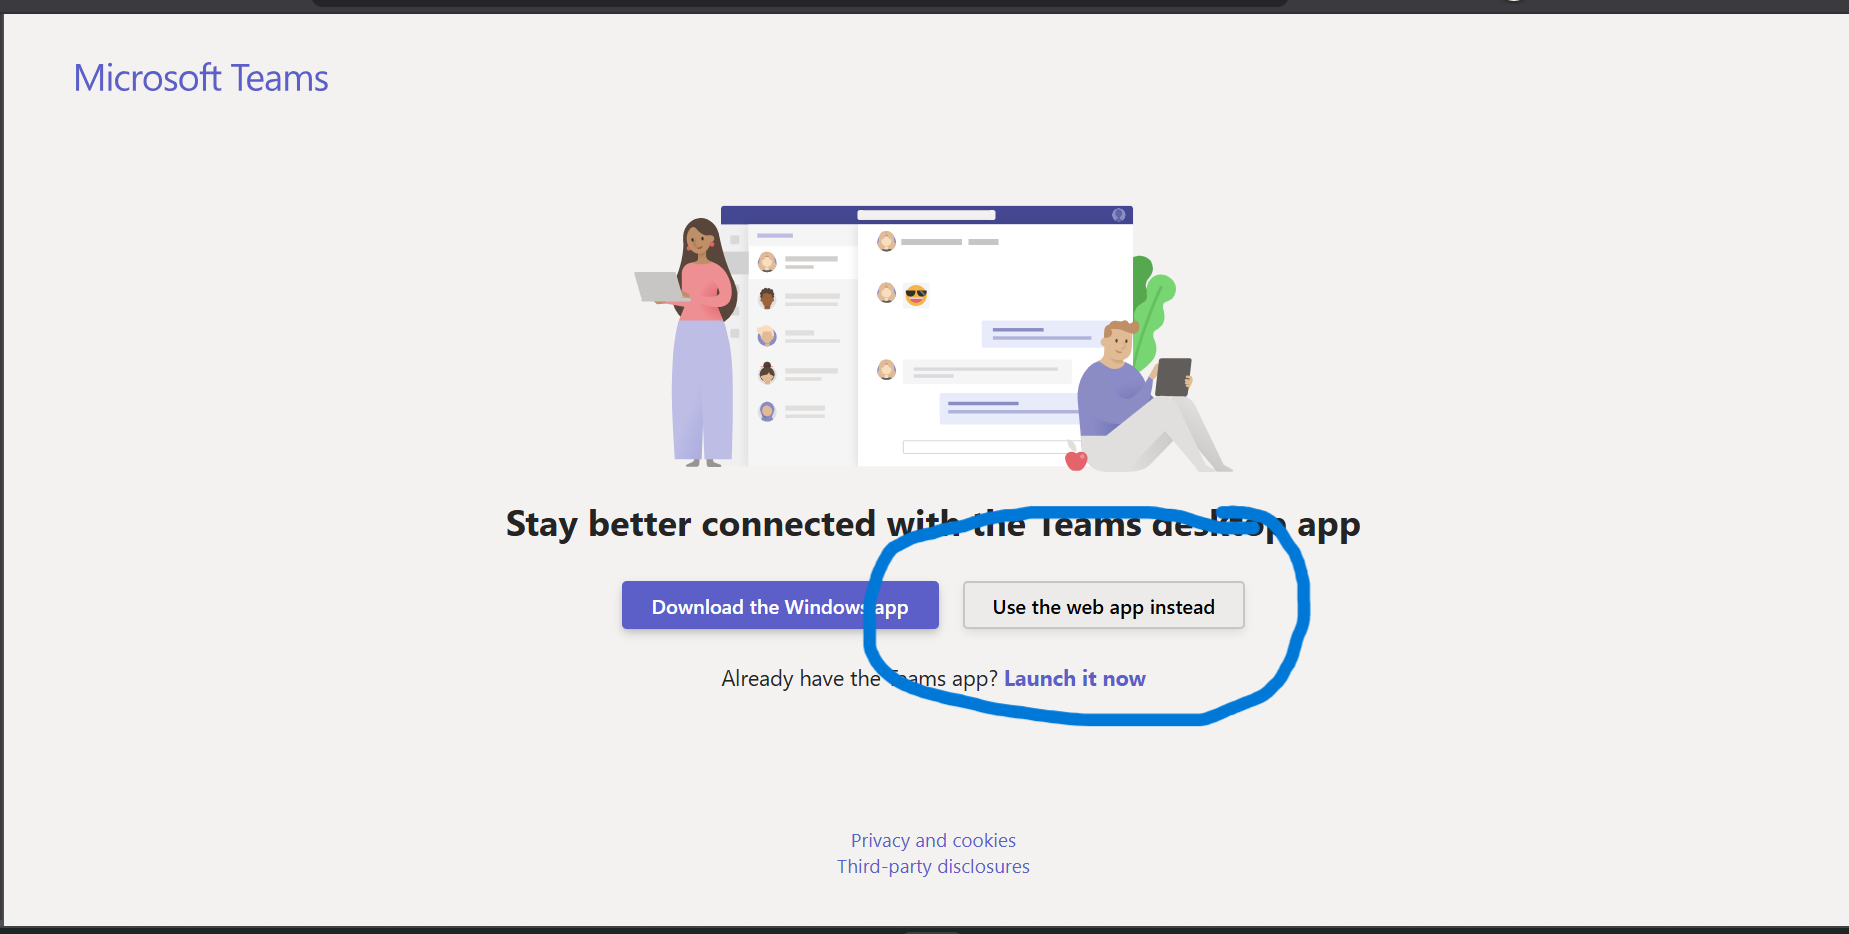 Microsoft Teams
Stay better connected with the Teams desktop app
Download the Windows app
Use the web app instead
Already have the Teams app? Launch it now
Privacy and cookies
Third-party disclosures